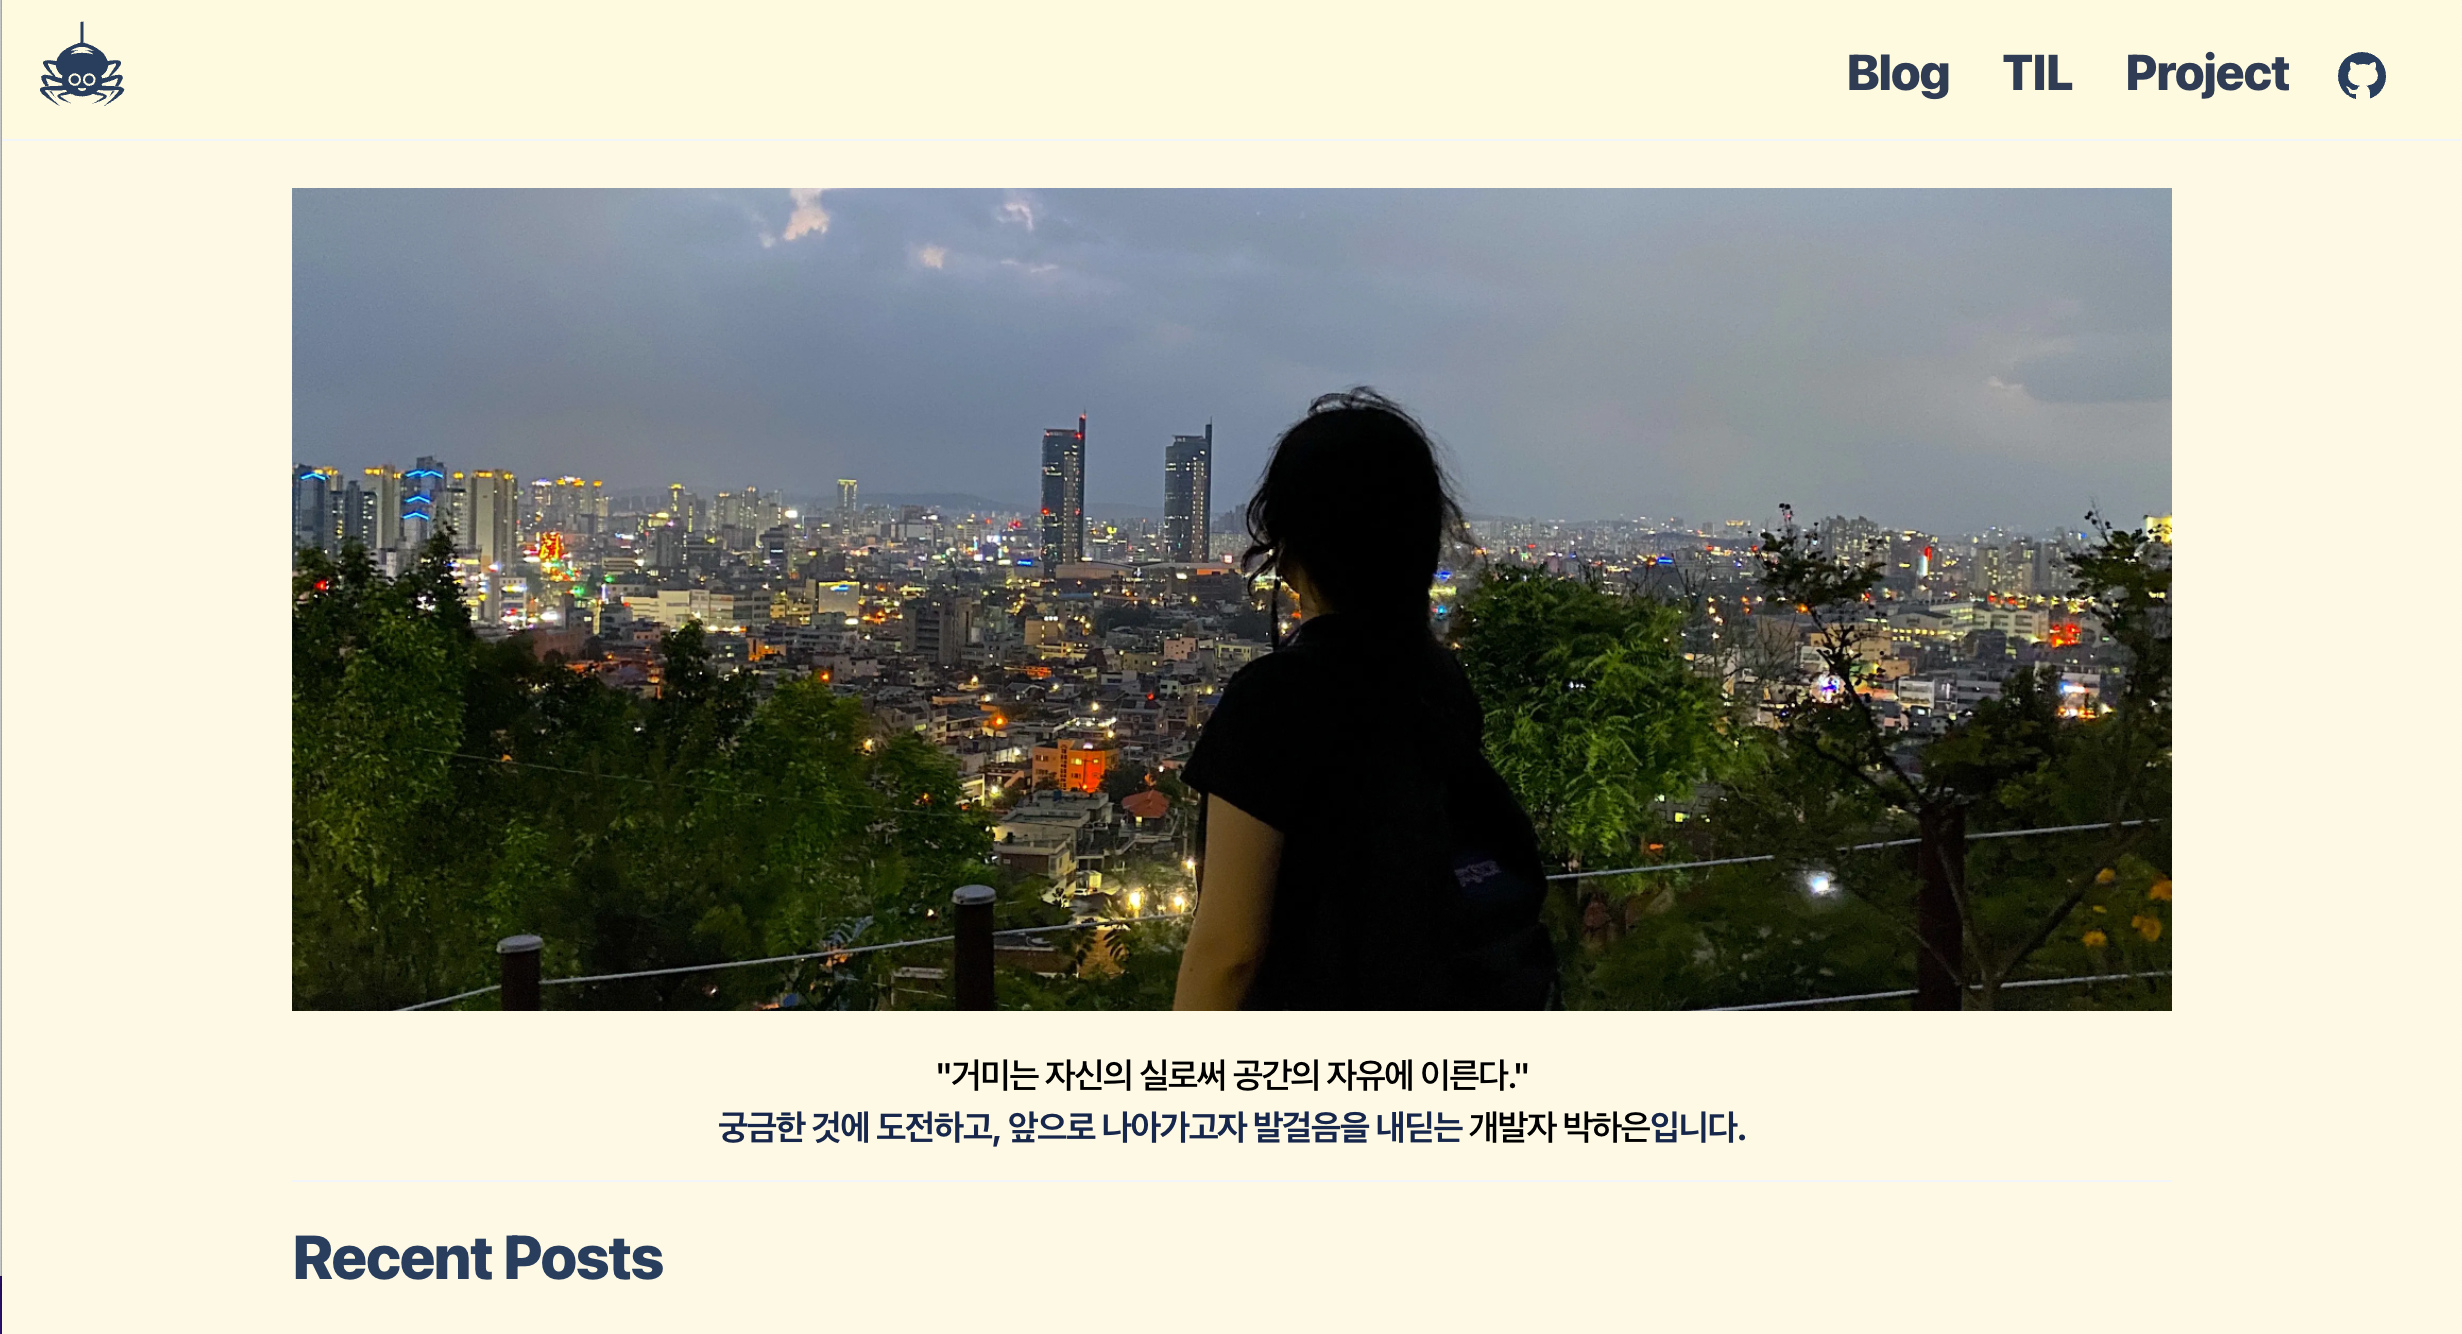 Blog TIL Project
"거미는 자신의 실로써 공간의 자유에 이른다."
궁금한 것에 도전하고, 앞으로 나아가고자 발걸음을 내딛는 개발자 박하은입니다.
Recent Posts